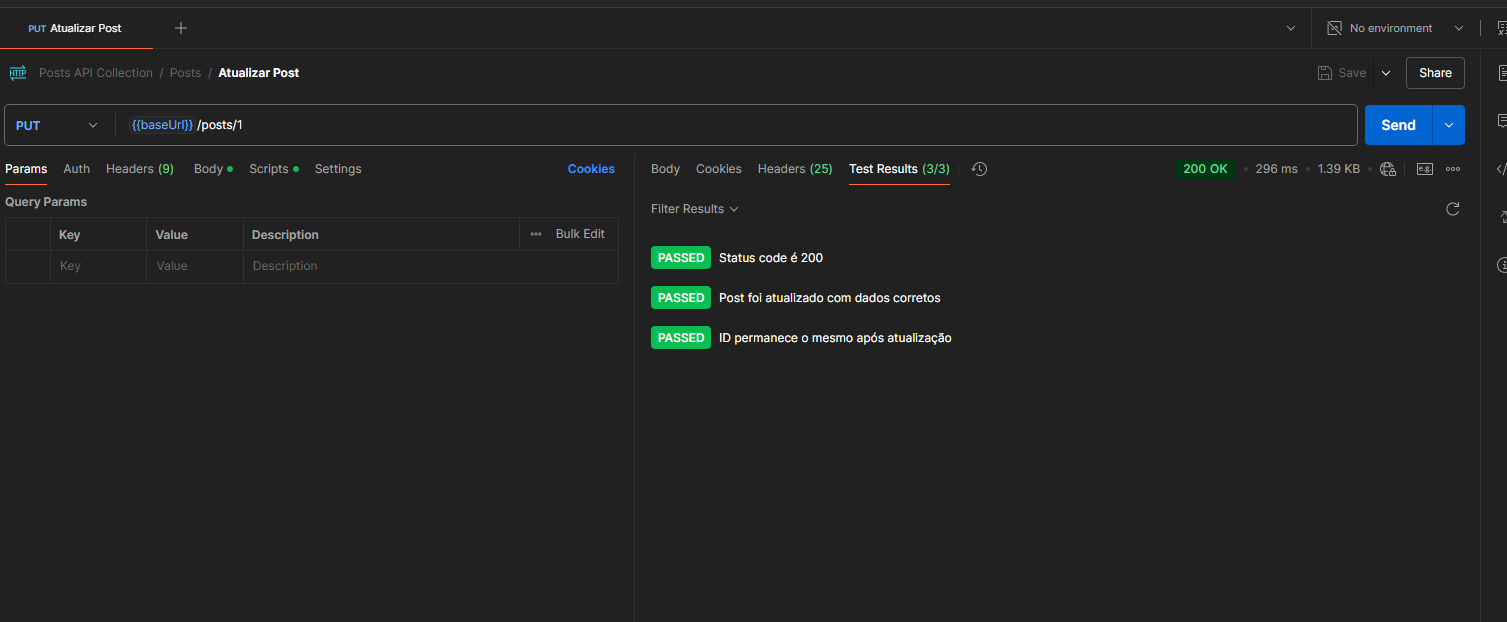 PUT Atualizar Post
No environment
HTTP Posts API Collection / Posts / Atualizar Post
Save
Share
PUT
{{baseUrl}} /posts/1
Send
Params Auth Headers (9) Body Scripts Settings Cookies
Query Params
Key Value Description Bulk Edit
Key Value Description
Body Cookies Headers (25) Test Results (3/3)
200 OK 296 ms 1.39 KB
e.g.
Filter Results
PASSED Status code é 200
PASSED Post foi atualizado com dados corretos
PASSED ID permanece o mesmo após atualização